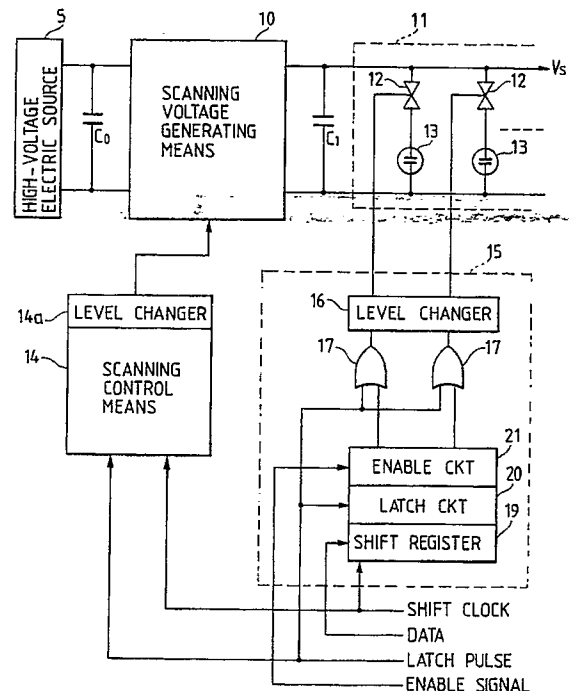 5
10
11
HIGH-VOLTAGE
ELECTRIC SOURCE
C0
SCANNING
VOLTAGE
GENERATING
MEANS
C1
12
12
Vs
13
13
15
14a
LEVEL CHANGER
14
SCANNING
CONTROL
MEANS
16
LEVEL CHANGER
17
17
21
ENABLE CKT
20
LATCH CKT
19
SHIFT REGISTER
SHIFT CLOCK
DATA
LATCH PULSE
ENABLE SIGNAL